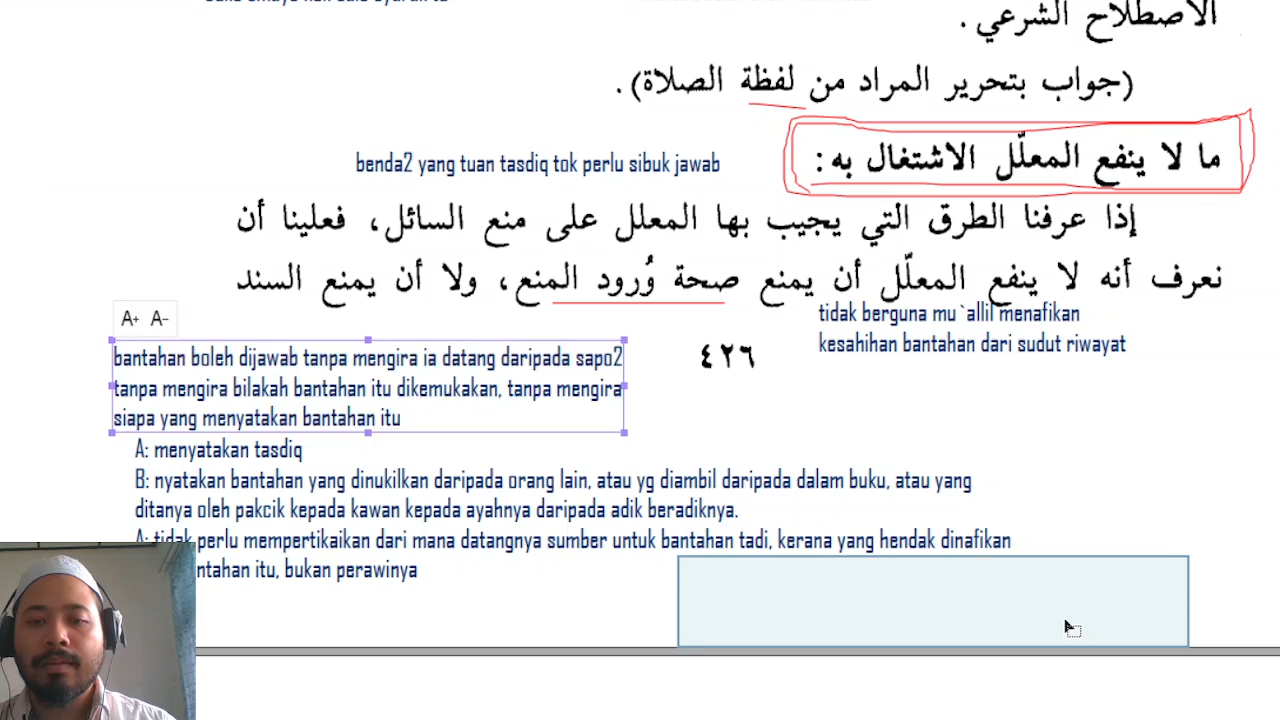 الاصطلاح الشرعي .
(جواب بتحرير المراد من لفظة الصلاة) .
ما لا ينفع المعلّل الاشتغال به :
benda2 yang tuan tasdiq tok perlu sibuk jawab
إذا عرفنا الطرق التي يجيب بها المعلل على منع السائل، فعلينا أن
نعرف أنه لا ينفع المعلّل أن يمنع صحة وُرود المنع، ولا أن يمنع السند
tidak berguna mu`allil menafikan
kesahihan bantahan dari sudut riwayat
A+ A-
٤٢٦
bantahan boleh dijawab tanpa mengira ia datang daripada sapo2
tanpa mengira bilakah bantahan itu dikemukakan, tanpa mengira
siapa yang menyatakan bantahan itu
A: menyatakan tasdiq
B: nyatakan bantahan yang dinukilkan daripada orang lain, atau yg diambil daripada dalam buku, atau yang
ditanya oleh pakcik kepada kawan kepada ayahnya daripada adik beradiknya.
A: tidak perlu mempertikaikan dari mana datangnya sumber untuk bantahan tadi, kerana yang hendak dinafikan
ntahan itu, bukan perawinya